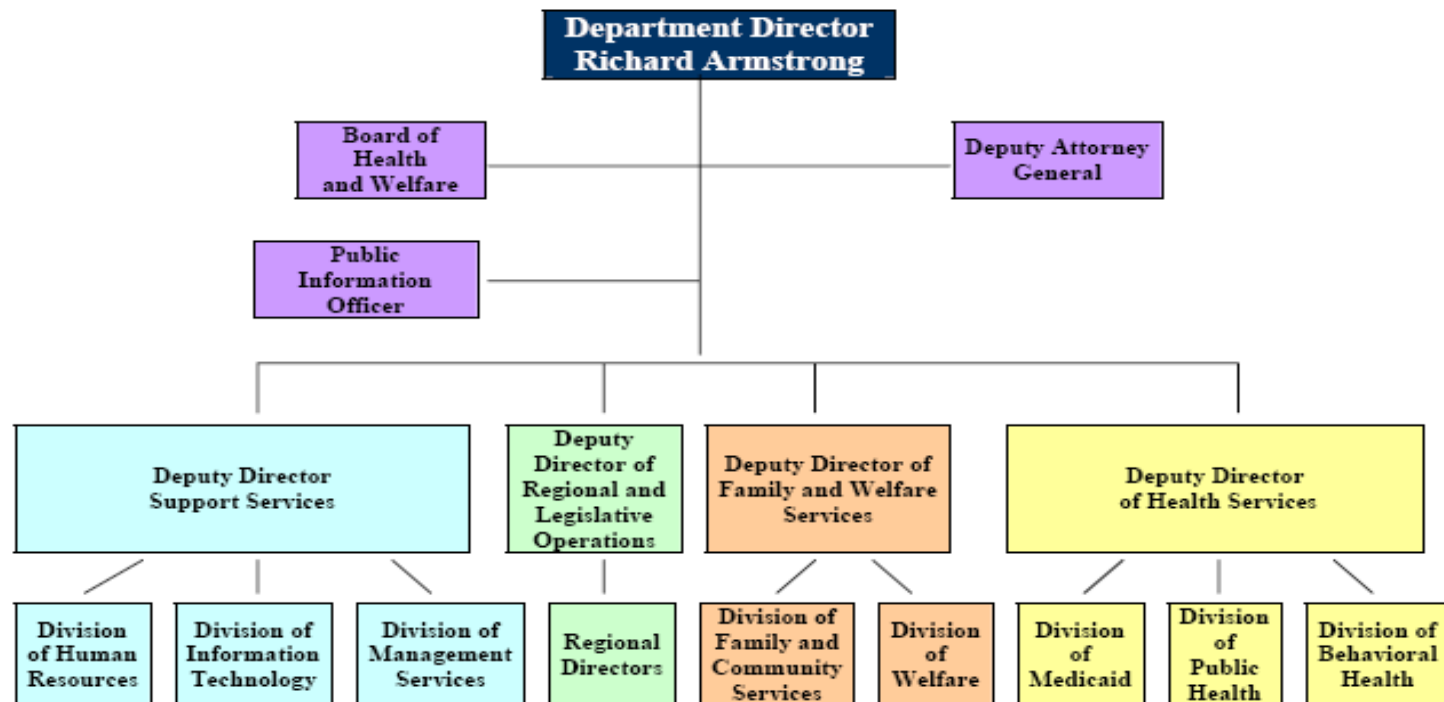 Department Director
Richard Armstrong
Board of
Health
and Welfare
Deputy Attorney
General
Public
Information
Officer
Deputy Director
Support Services
Deputy
Director of
Regional and
Legislative
Operations
Deputy Director of
Family and Welfare
Services
Deputy Director
of Health Services
Division
of Human
Resources
Division of
Information
Technology
Division of
Management
Services
Regional
Directors
Division of
Family and
Community
Services
Division
of
Welfare
Division
of
Medicaid
Division
of
Public
Health
Division of
Behavioral
Health